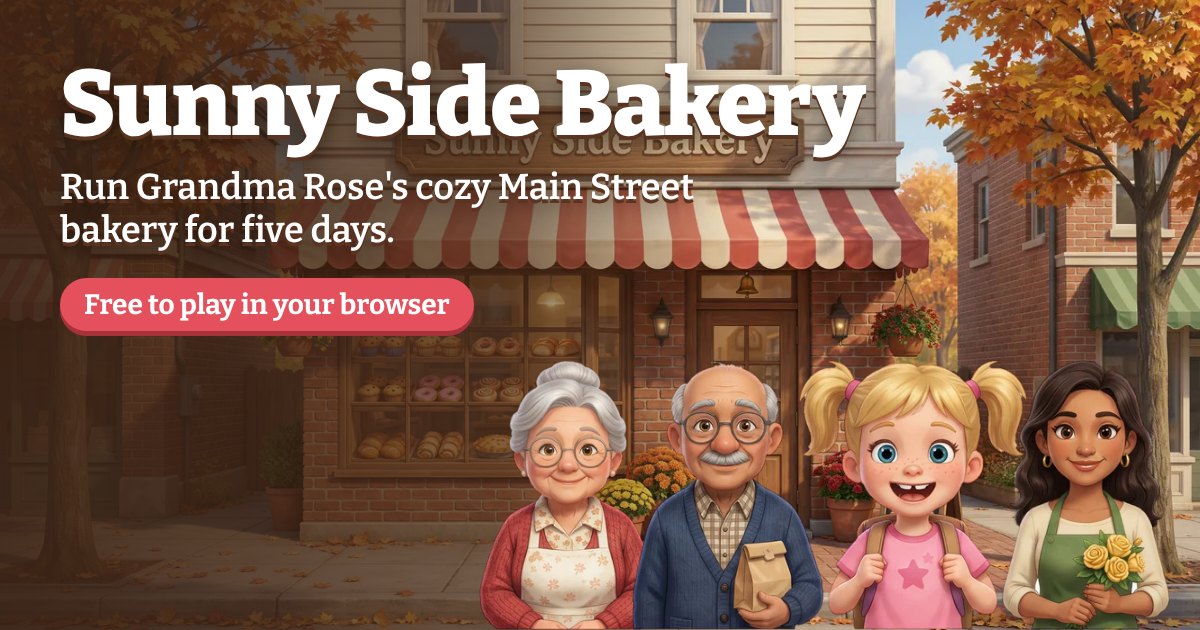 Sunny Side Bakery
Sunny Side Bakery
Run Grandma Rose's cozy Main Street
bakery for five days.
Free to play in your browser